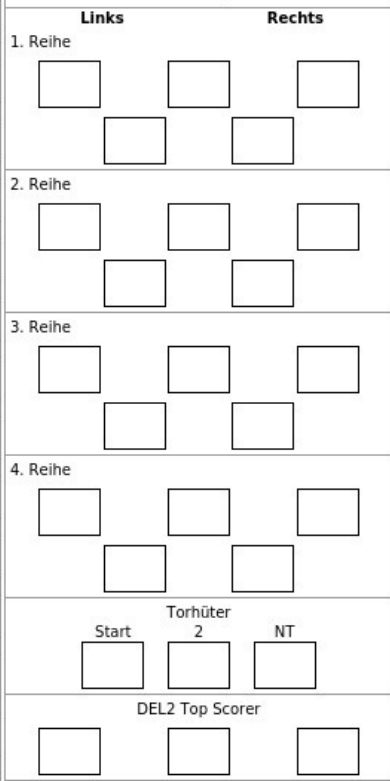 Links Rechts
1. Reihe
2. Reihe
3. Reihe
4. Reihe
Torhüter
Start 2 NT
DEL2 Top Scorer